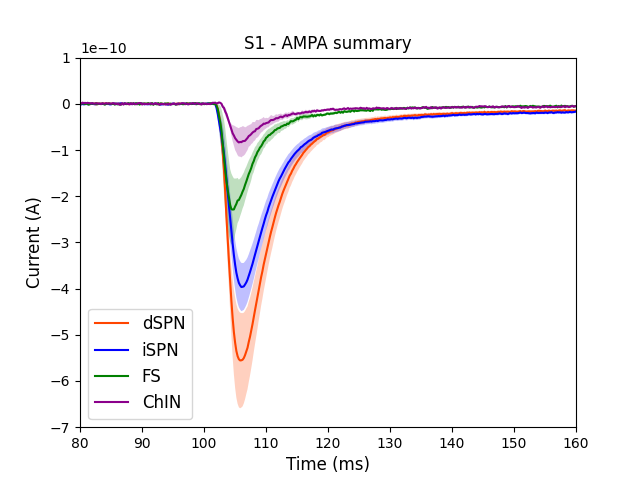 S1 - AMPA summary
1e−10
1
0
−1
−2
−3
−4
−5
−6
−7
Current (A)
dSPN
iSPN
FS
ChIN
80 90 100 110 120 130 140 150 160
Time (ms)